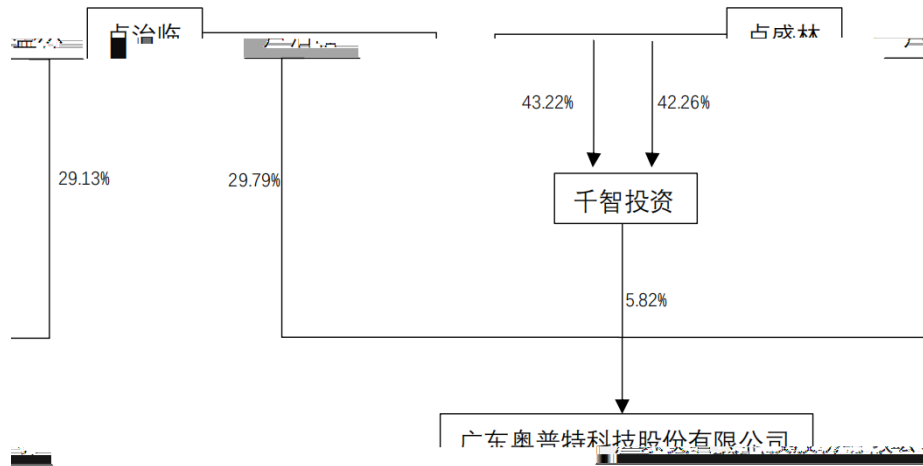 卢治临
卢盛林
43.22%
42.26%
29.13%
29.79%
千智投资
5.82%
广东奥普特科技股份有限公司